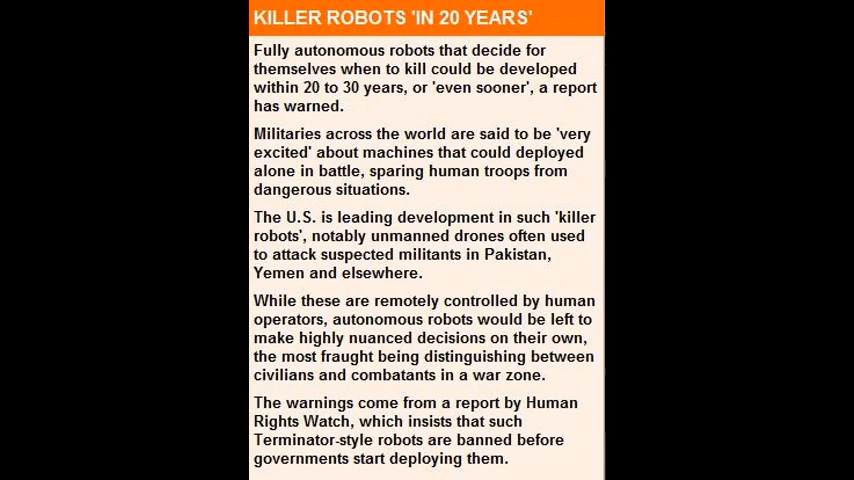 KILLER ROBOTS 'IN 20 YEARS'
Fully autonomous robots that decide for
themselves when to kill could be developed
within 20 to 30 years, or 'even sooner', a report
has warned.
Militaries across the world are said to be 'very
excited' about machines that could deployed
alone in battle, sparing human troops from
dangerous situations.
The U.S. is leading development in such 'killer
robots', notably unmanned drones often used
to attack suspected militants in Pakistan,
Yemen and elsewhere.
While these are remotely controlled by human
operators, autonomous robots would be left to
make highly nuanced decisions on their own,
the most fraught being distinguishing between
civilians and combatants in a war zone.
The warnings come from a report by Human
Rights Watch, which insists that such
Terminator-style robots are banned before
governments start deploying them.